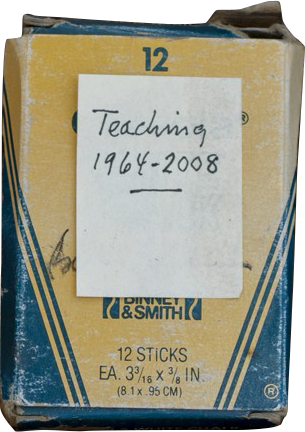 12
®
Teaching
1964-2008
BINNEY
& SMITH
12 STICKS
EA. 3 3/16 x 3/8 IN.
(8.1 x .95 CM)
®